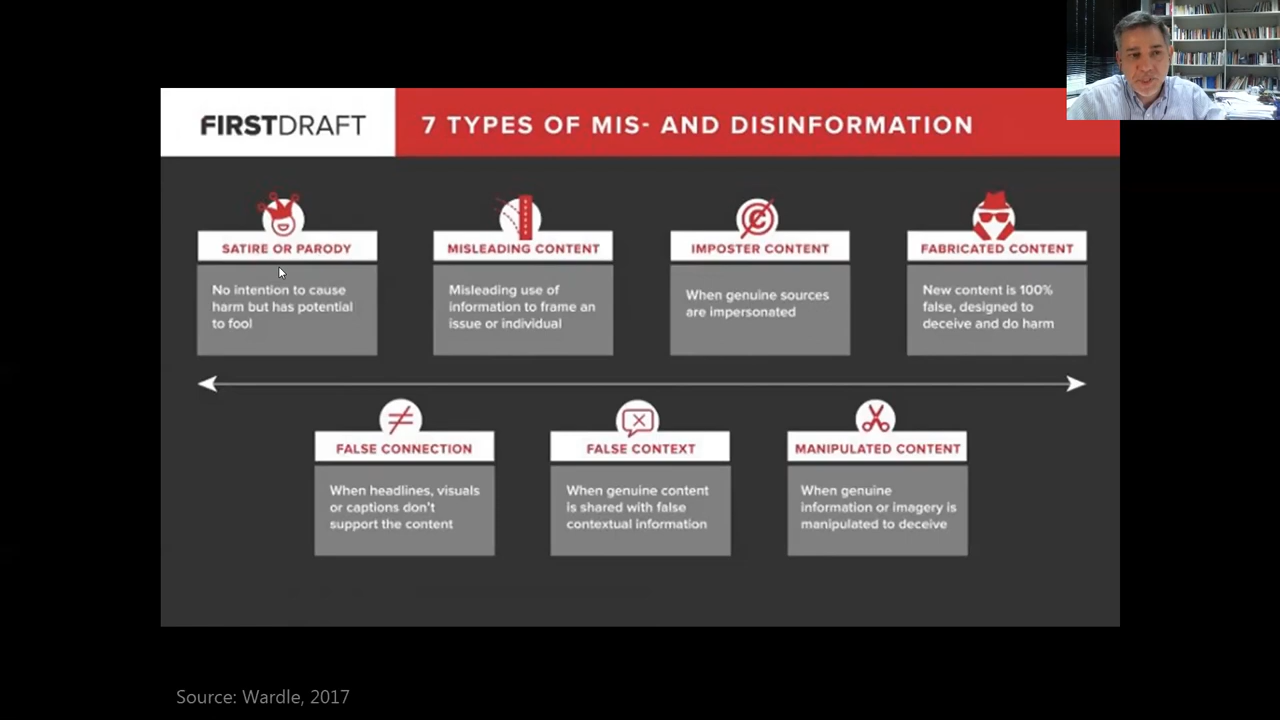 FIRSTDRAFT
7 TYPES OF MIS- AND DISINFORMATION
SATIRE OR PARODY
No intention to cause
harm but has potential
to fool
MISLEADING CONTENT
Misleading use of
information to frame an
issue or individual
IMPOSTER CONTENT
When genuine sources
are impersonated
FABRICATED CONTENT
New content is 100%
false, designed to
deceive and do harm
FALSE CONNECTION
When headlines, visuals
or captions don't
support the content
FALSE CONTEXT
When genuine content
is shared with false
contextual information
MANIPULATED CONTENT
When genuine
information or imagery is
manipulated to deceive
Source: Wardle, 2017